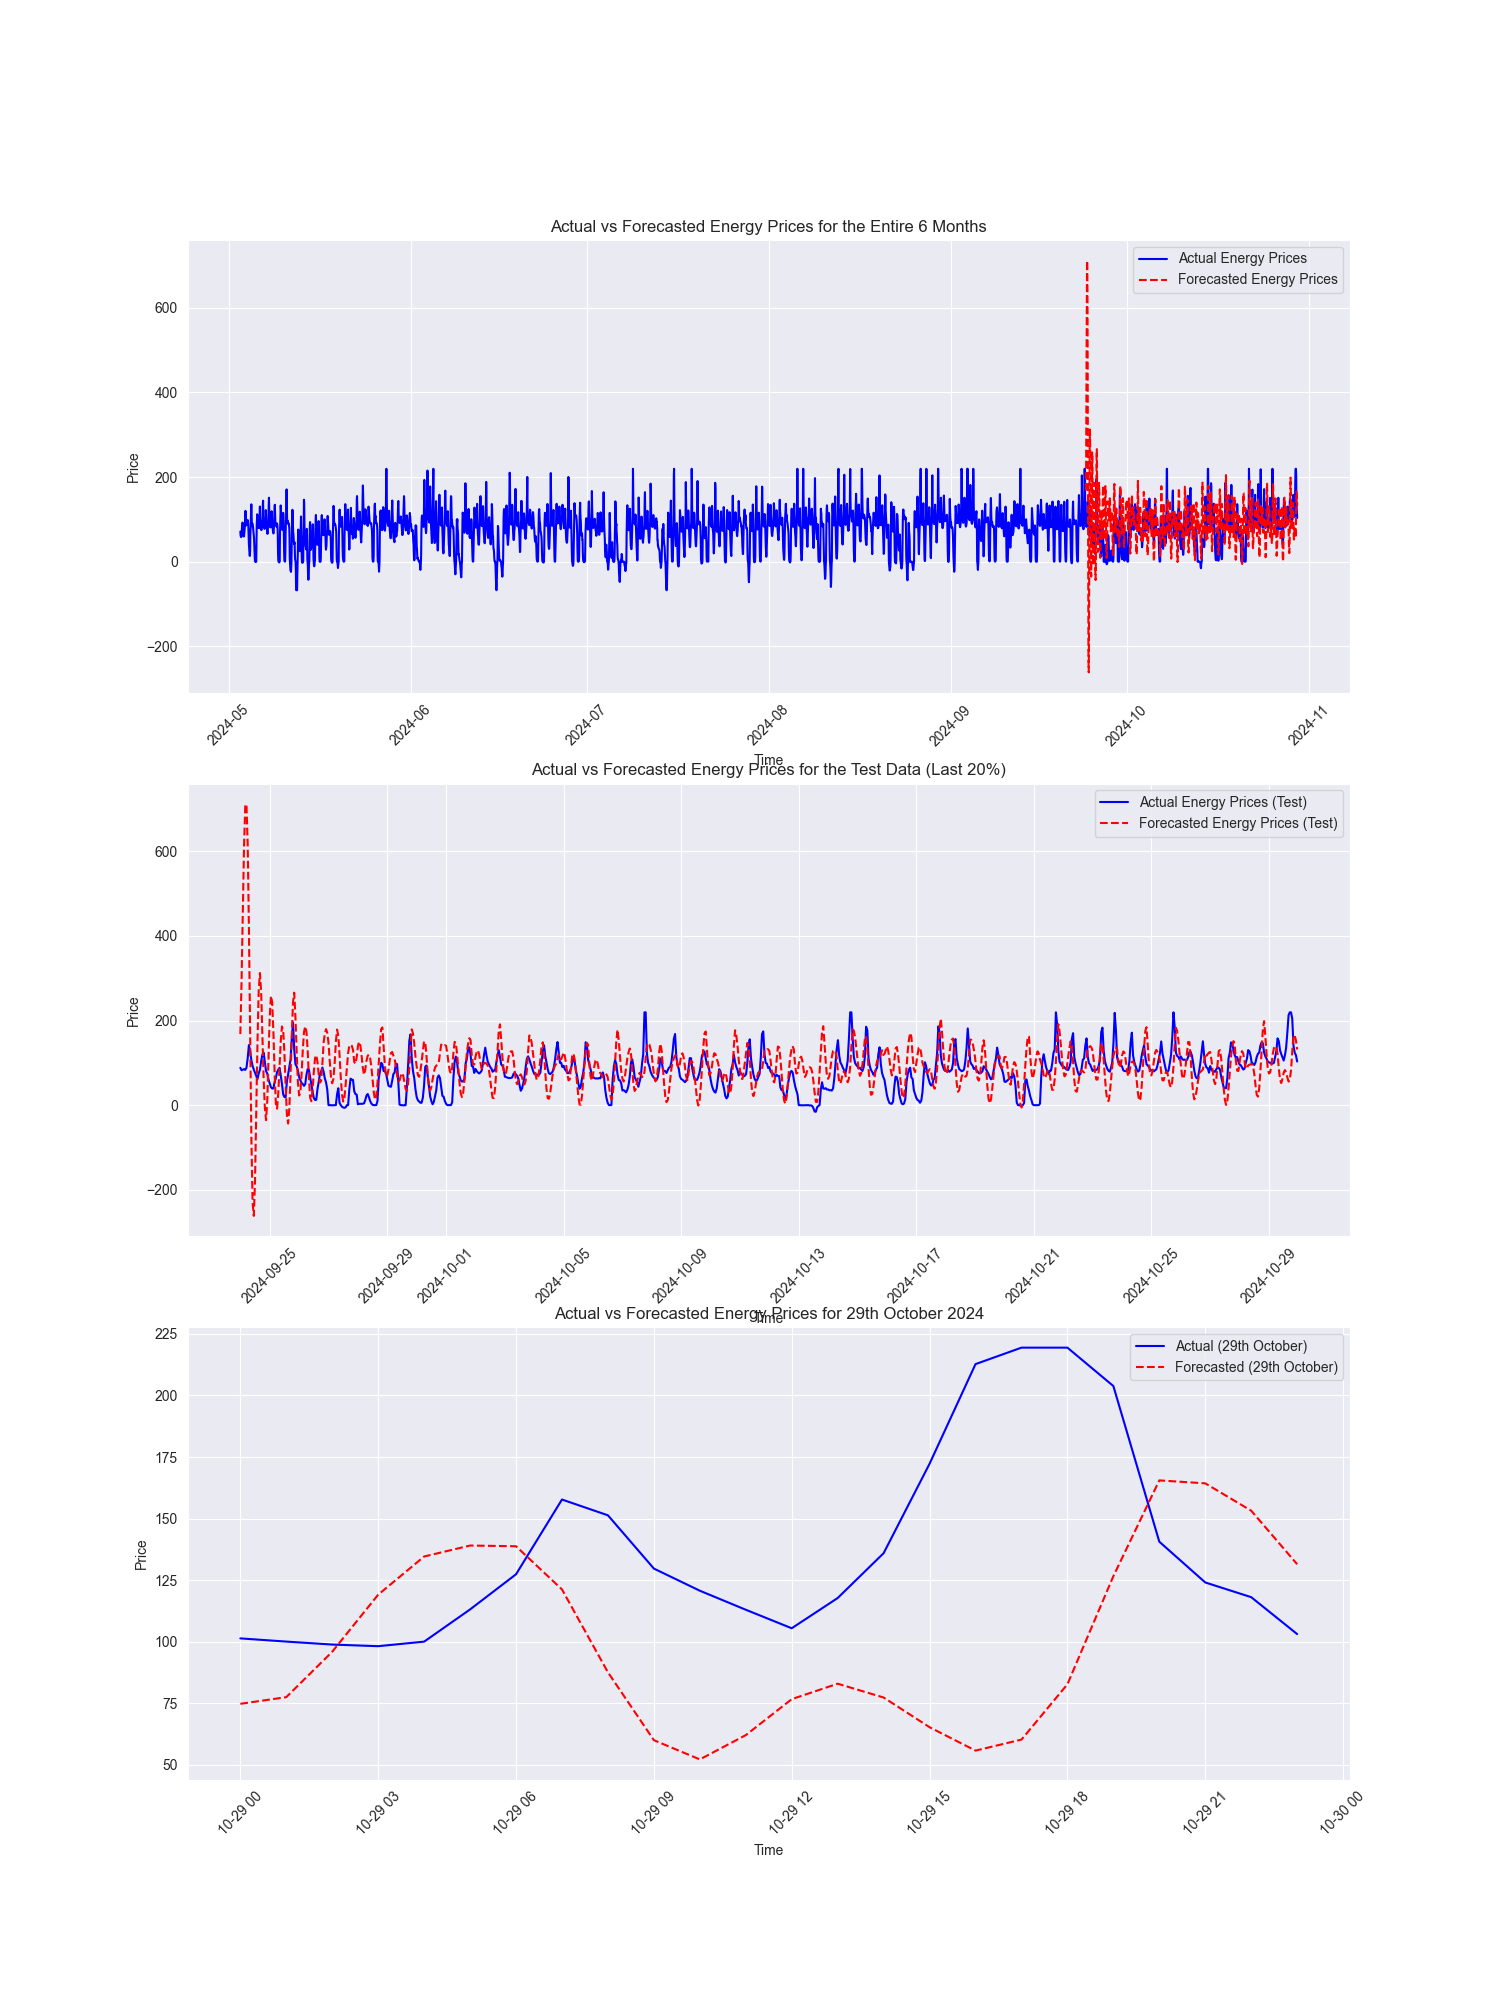 Actual vs Forecasted Energy Prices for the Entire 6 Months
Actual Energy Prices
Forecasted Energy Prices
600
400
200
0
−200
Price
2024-05
2024-06
2024-07
2024-08
2024-09
2024-10
2024-11
Time
Actual vs Forecasted Energy Prices for the Test Data (Last 20%)
Actual Energy Prices (Test)
Forecasted Energy Prices (Test)
600
400
200
0
−200
Price
2024-09-25
2024-09-29
2024-10-01
2024-10-05
2024-10-09
2024-10-13
2024-10-17
2024-10-21
2024-10-25
2024-10-29
Time
Actual vs Forecasted Energy Prices for 29th October 2024
Actual (29th October)
Forecasted (29th October)
225
200
175
150
125
100
75
50
Price
10-29 00
10-29 03
10-29 06
10-29 09
10-29 12
10-29 15
10-29 18
10-29 21
10-30 00
Time